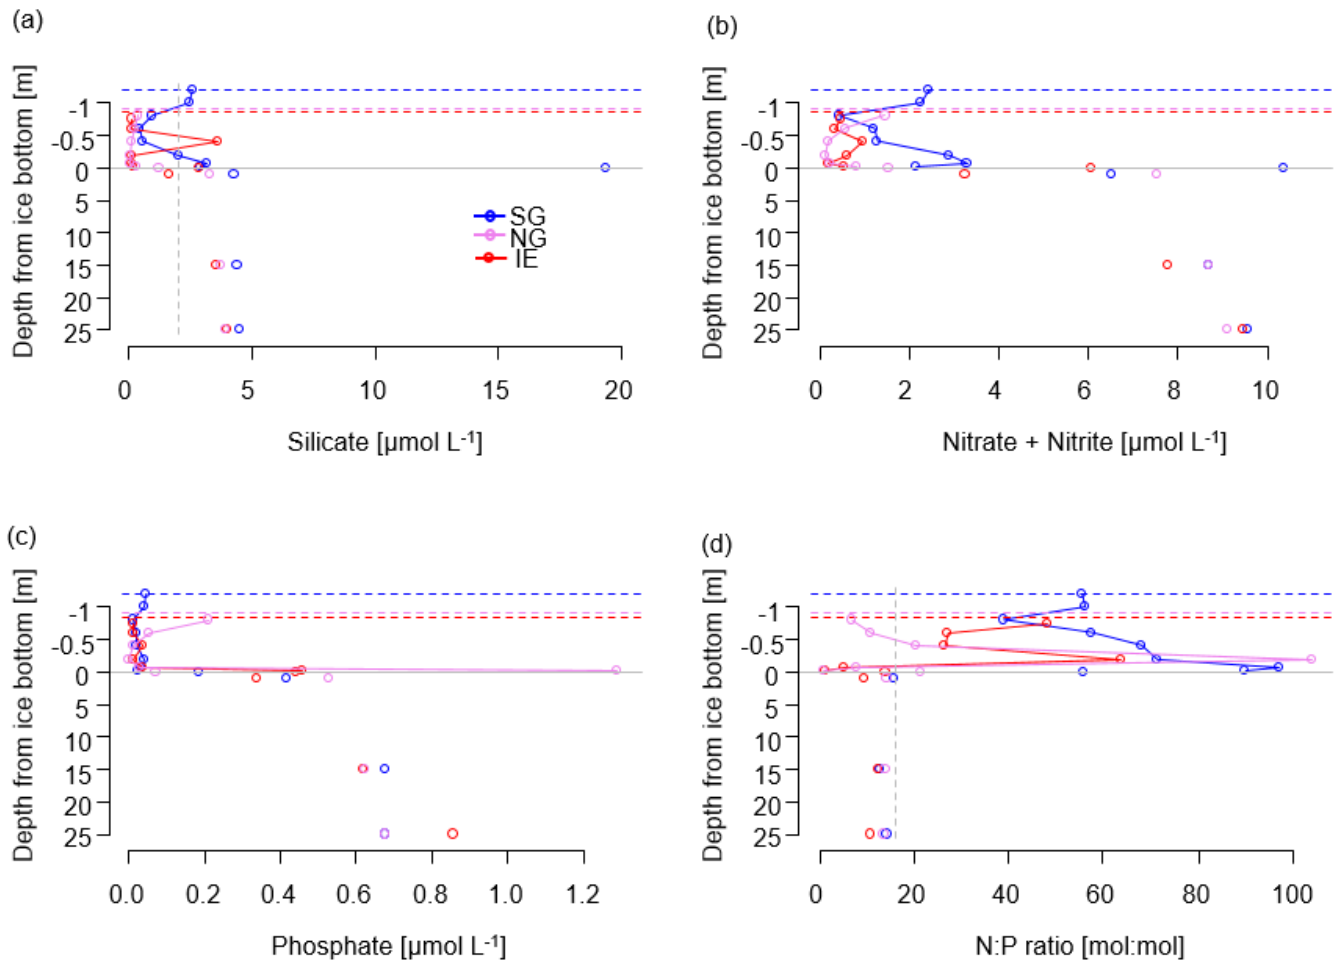 (a)
Depth from ice bottom [m]
-1
-0.5
0
5
10
15
20
25
SG
NG
IE
0 5 10 15 20
Silicate [µmol L-1]
(b)
Depth from ice bottom [m]
-1
-0.5
0
5
10
15
20
25
0 2 4 6 8 10
Nitrate + Nitrite [µmol L-1]
(c)
Depth from ice bottom [m]
-1
-0.5
0
5
10
15
20
25
0.0 0.2 0.4 0.6 0.8 1.0 1.2
Phosphate [µmol L-1]
(d)
Depth from ice bottom [m]
-1
-0.5
0
5
10
15
20
25
0 20 40 60 80 100
N:P ratio [mol:mol]